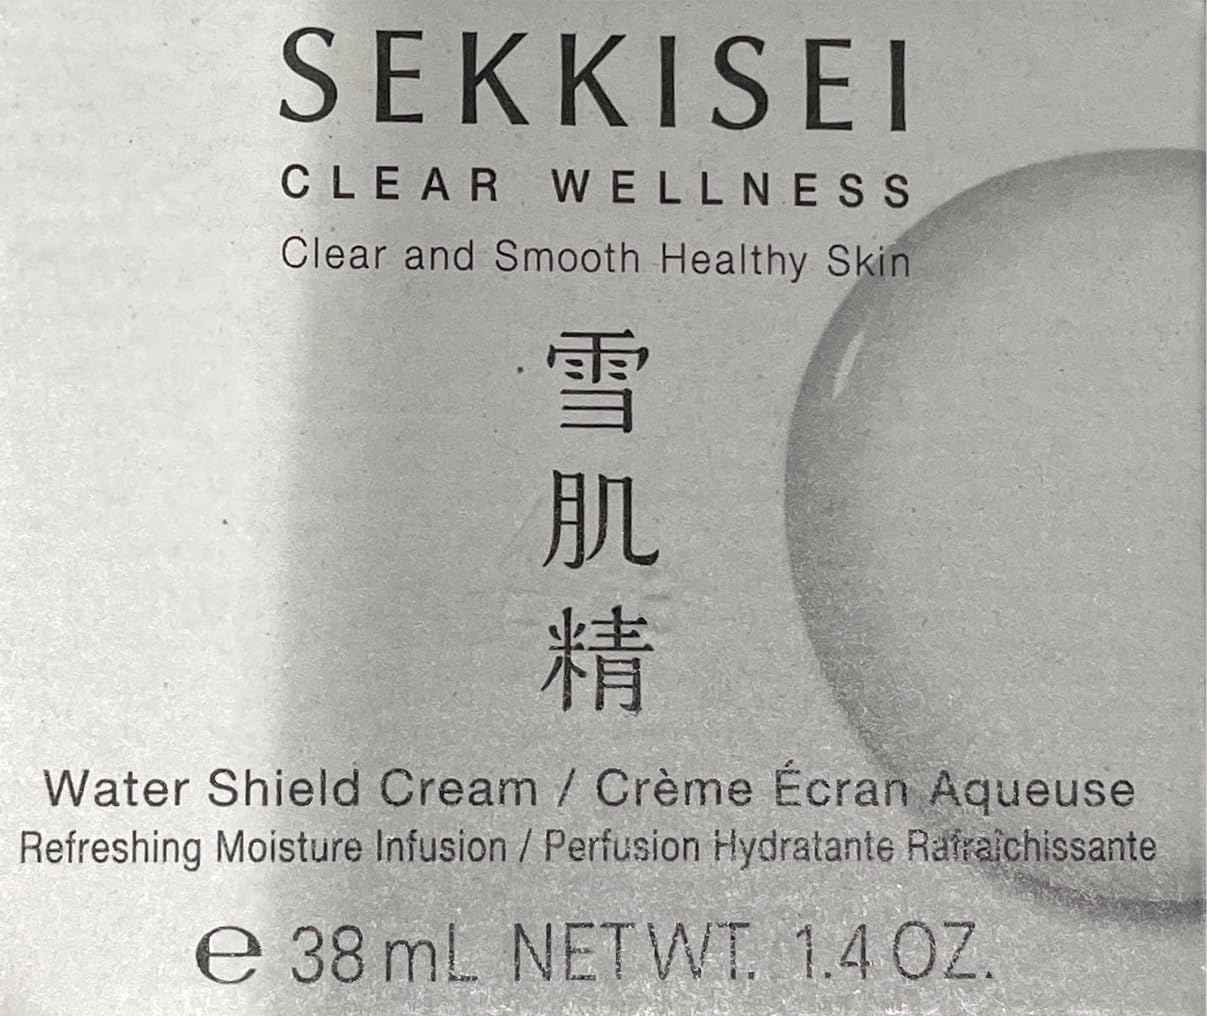 SEKKISEI
CLEAR WELLNESS
Clear and Smooth Healthy Skin
雪
肌
精
Water Shield Cream / Crème Écran Aqueuse
Refreshing Moisture Infusion / Perfusion Hydratante Rafraîchissante
℮ 38 mL NET WT. 1.4 OZ.